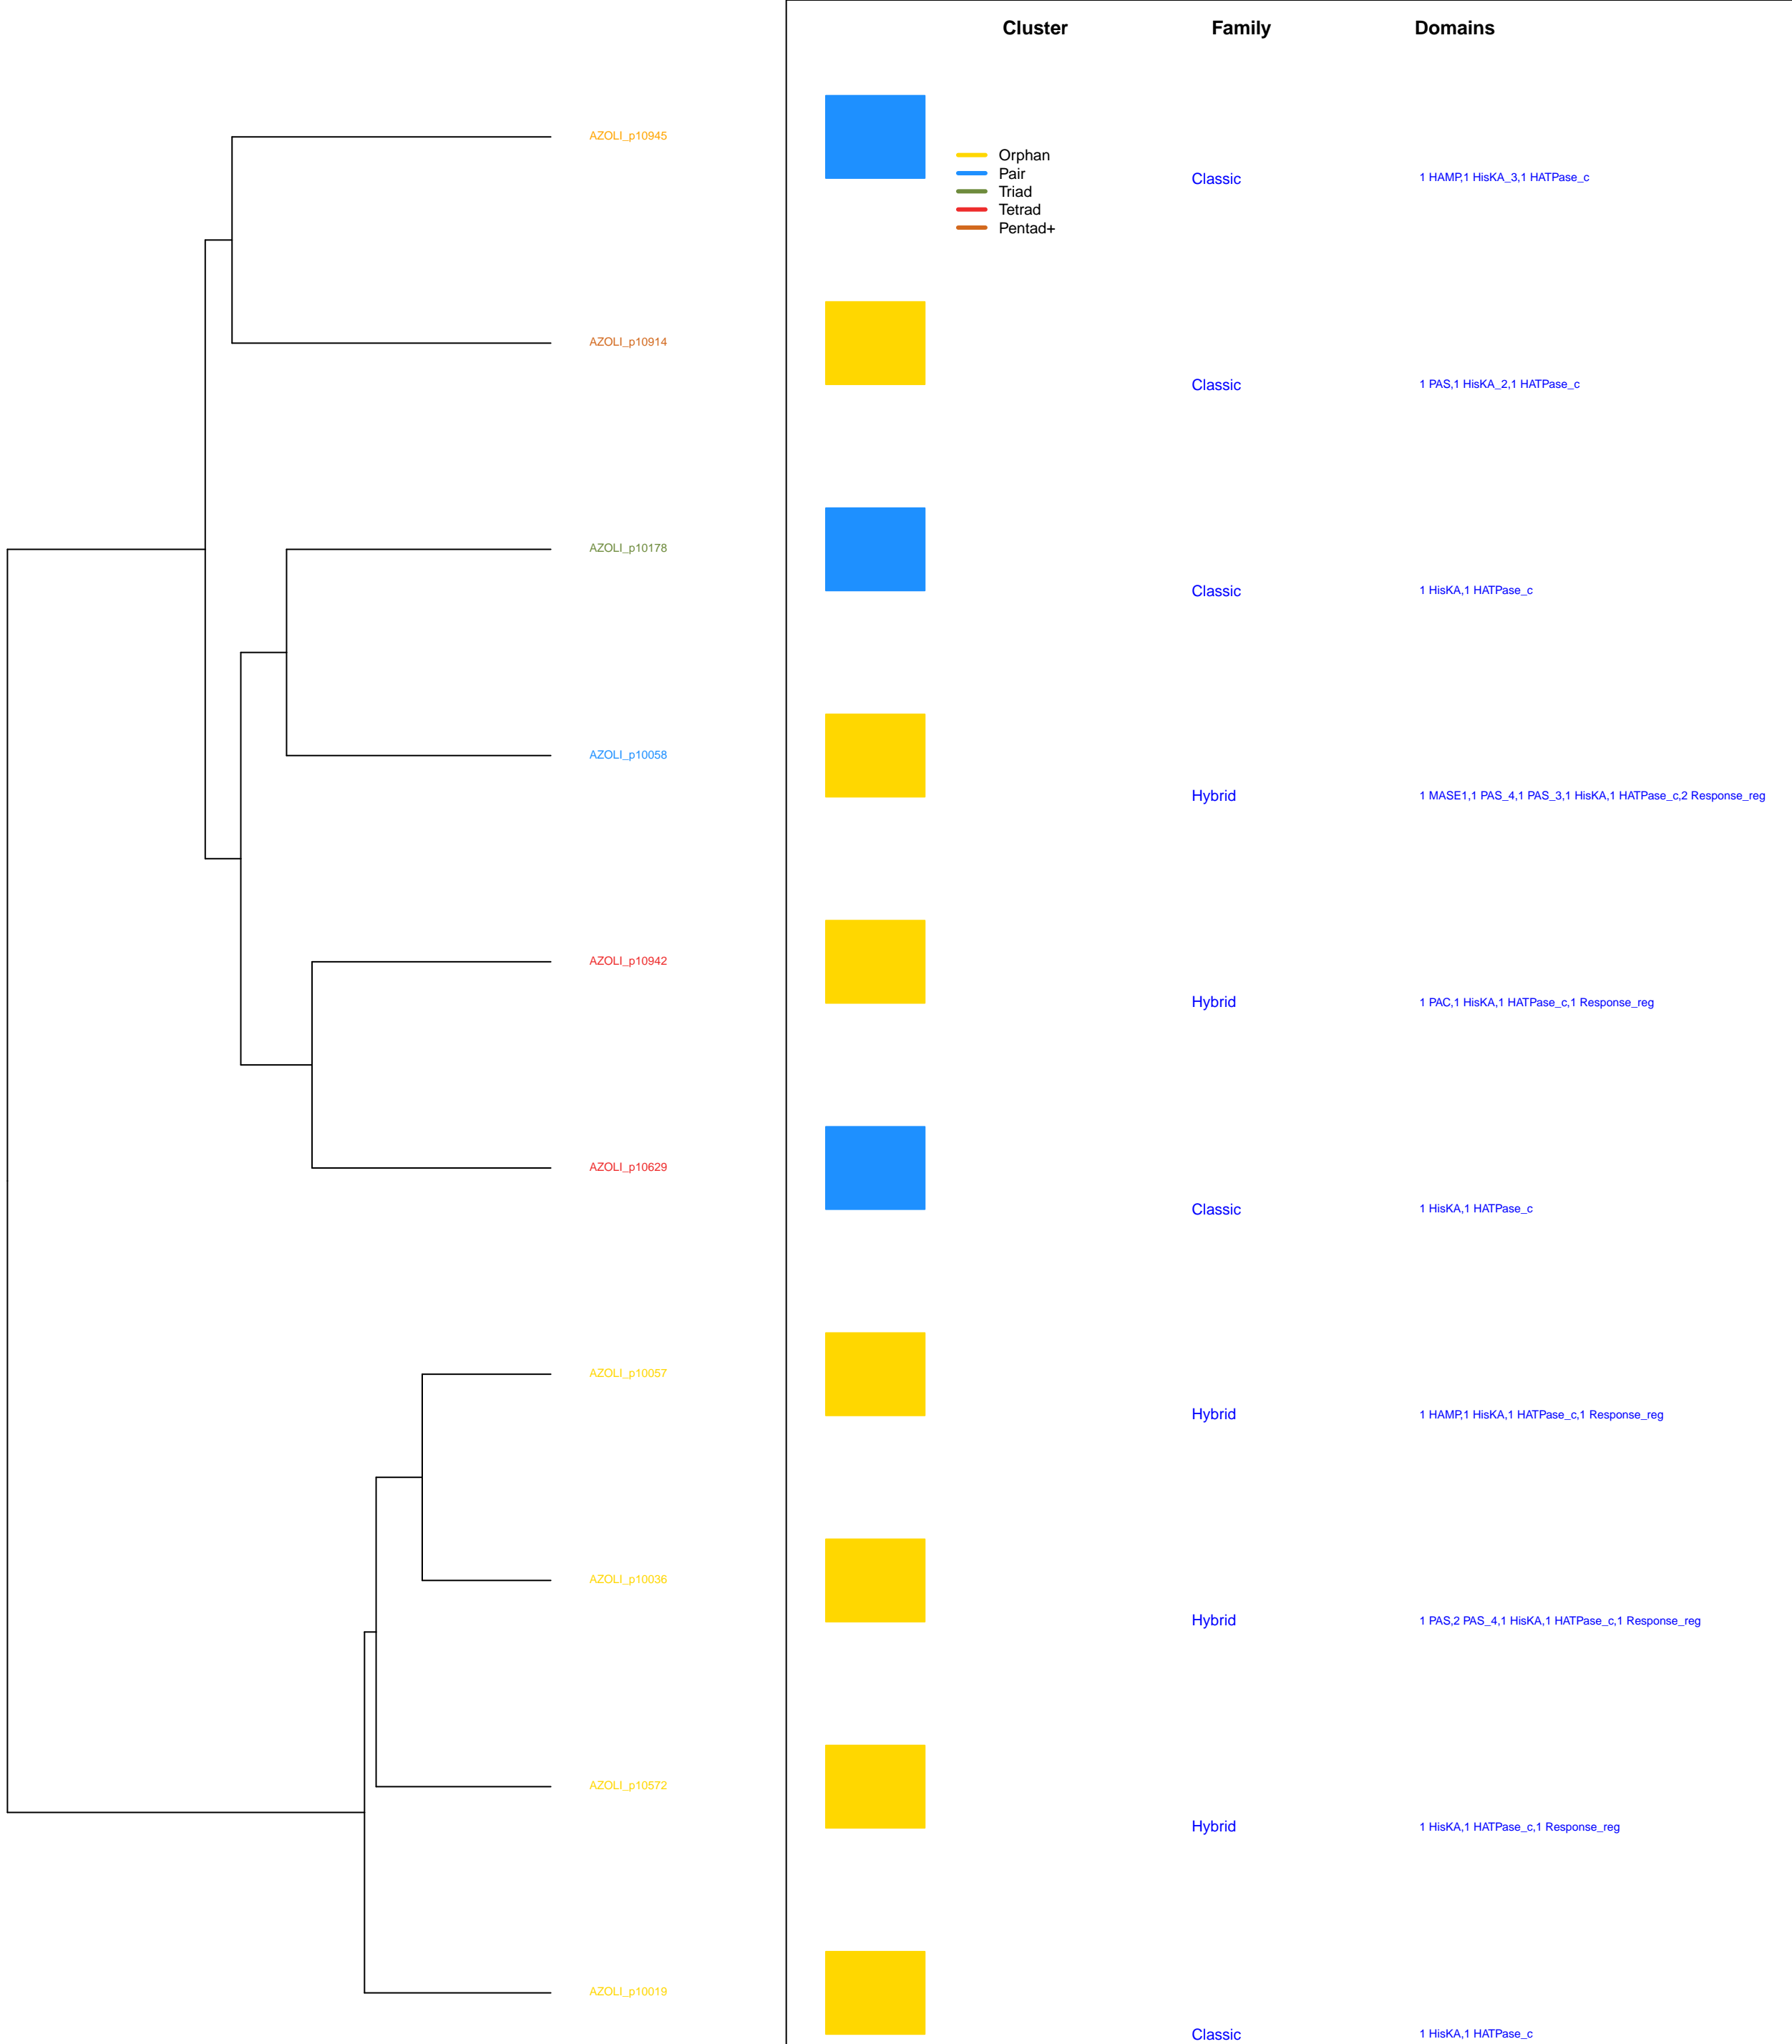 Cluster Family Domains
AZOLI_p10945
Orphan
Pair
Triad
Tetrad
Pentad+
Classic 1 HAMP,1 HisKA_3,1 HATPase_c
AZOLI_p10914
Classic 1 PAS,1 HisKA_2,1 HATPase_c
AZOLI_p10178
Classic 1 HisKA,1 HATPase_c
AZOLI_p10058
Hybrid 1 MASE1,1 PAS_4,1 PAS_3,1 HisKA,1 HATPase_c,2 Response_reg
AZOLI_p10942
Hybrid 1 PAC,1 HisKA,1 HATPase_c,1 Response_reg
AZOLI_p10629
Classic 1 HisKA,1 HATPase_c
AZOLI_p10057
Hybrid 1 HAMP,1 HisKA,1 HATPase_c,1 Response_reg
AZOLI_p10036
Hybrid 1 PAS,2 PAS_4,1 HisKA,1 HATPase_c,1 Response_reg
AZOLI_p10572
Hybrid 1 HisKA,1 HATPase_c,1 Response_reg
AZOLI_p10019
Classic 1 HisKA,1 HATPase_c